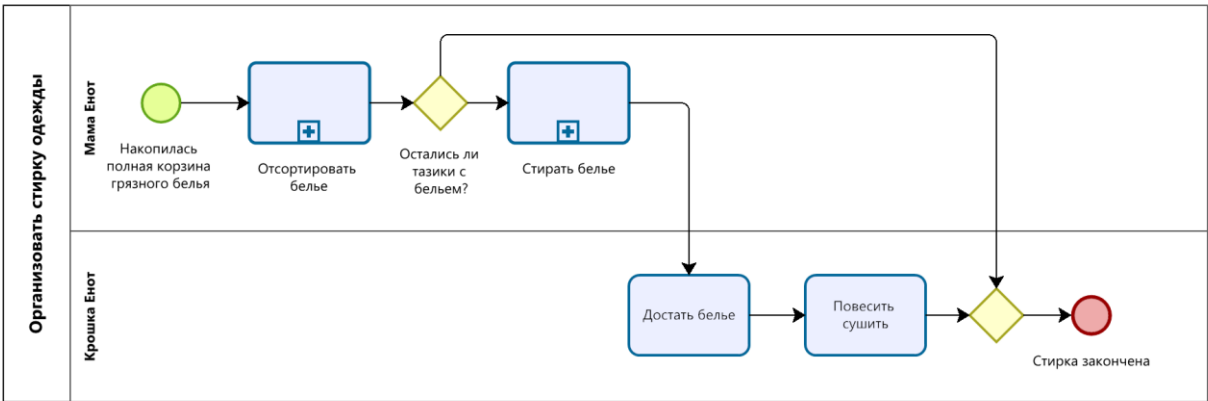 Организовать стирку одежды
Мама Енот
Накопилась
полная корзина
грязного белья
Отсортировать
белье
Остались ли
тазики с
бельем?
Стирать белье
Крошка Енот
Достать белье
Повесить
сушить
Стирка закончена